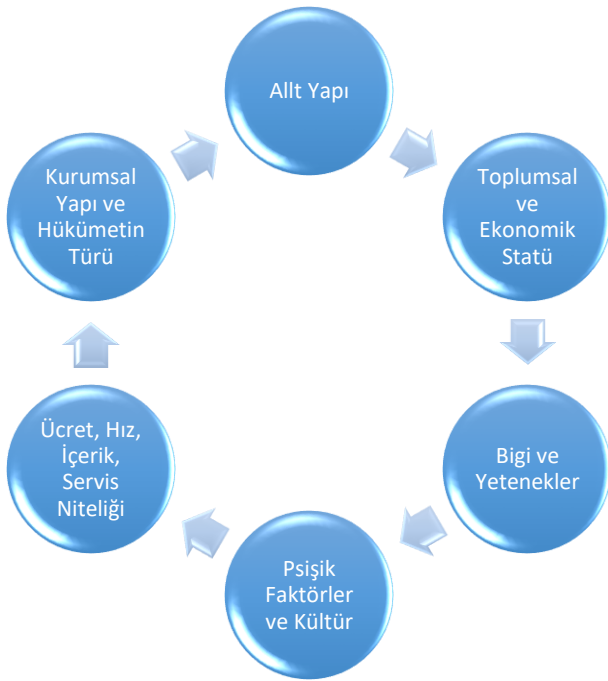 Allt Yapı
Toplumsal
ve
Ekonomik
Statü
Bigi ve
Yetenekler
Psişik
Faktörler
ve Kültür
Ücret, Hız,
İçerik,
Servis
Niteliği
Kurumsal
Yapı ve
Hükümetin
Türü